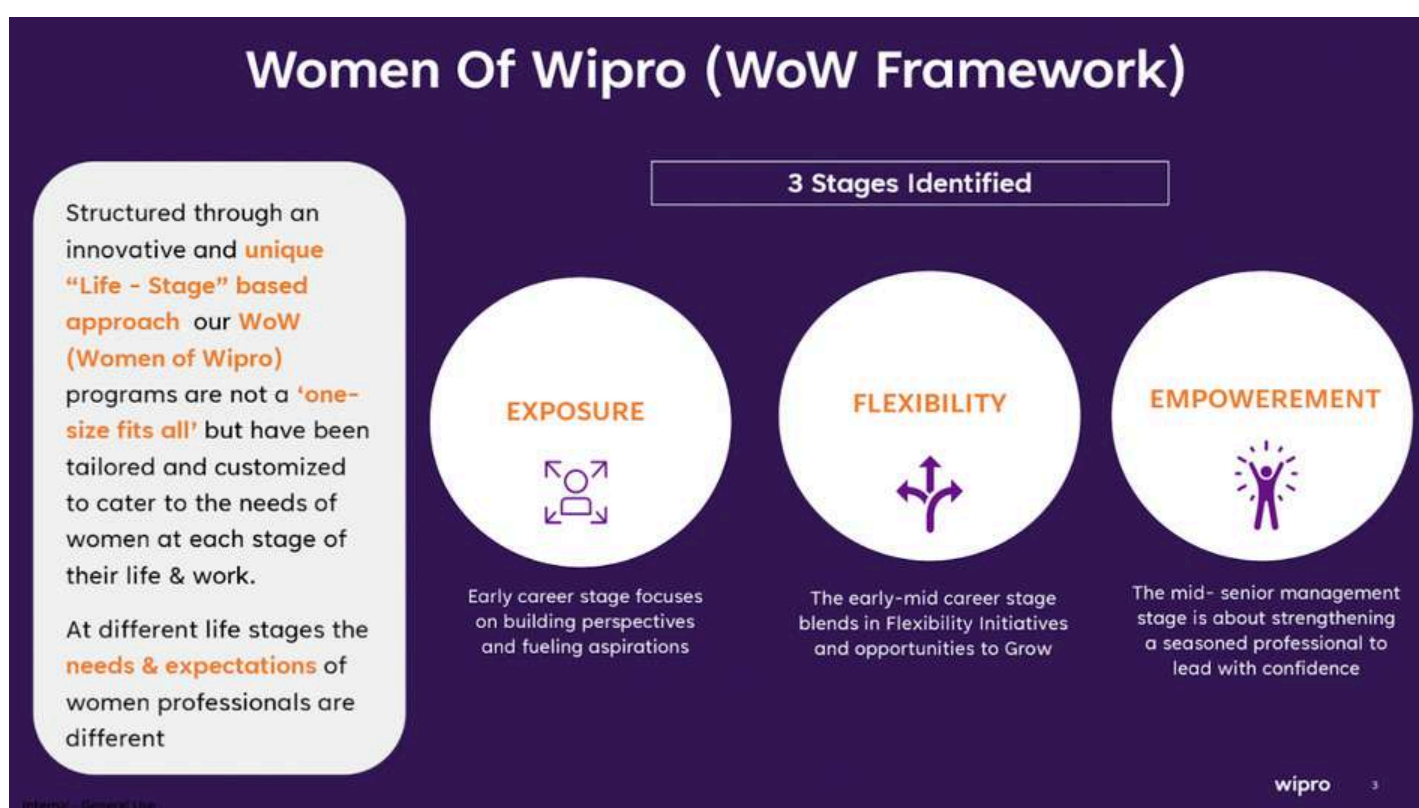 Women Of Wipro (WoW Framework)
3 Stages Identified
Structured through an
innovative and unique
“Life - Stage” based
approach our WoW
(Women of Wipro)
programs are not a ‘one-
size fits all’ but have been
tailored and customized
to cater to the needs of
women at each stage of
their life & work.
At different life stages the
needs & expectations of
women professionals are
different
EXPOSURE
Early career stage focuses
on building perspectives
and fueling aspirations
FLEXIBILITY
The early-mid career stage
blends in Flexibility Initiatives
and opportunities to Grow
EMPOWEREMENT
The mid- senior management
stage is about strengthening
a seasoned professional to
lead with confidence
wipro 3
Internal - General Use